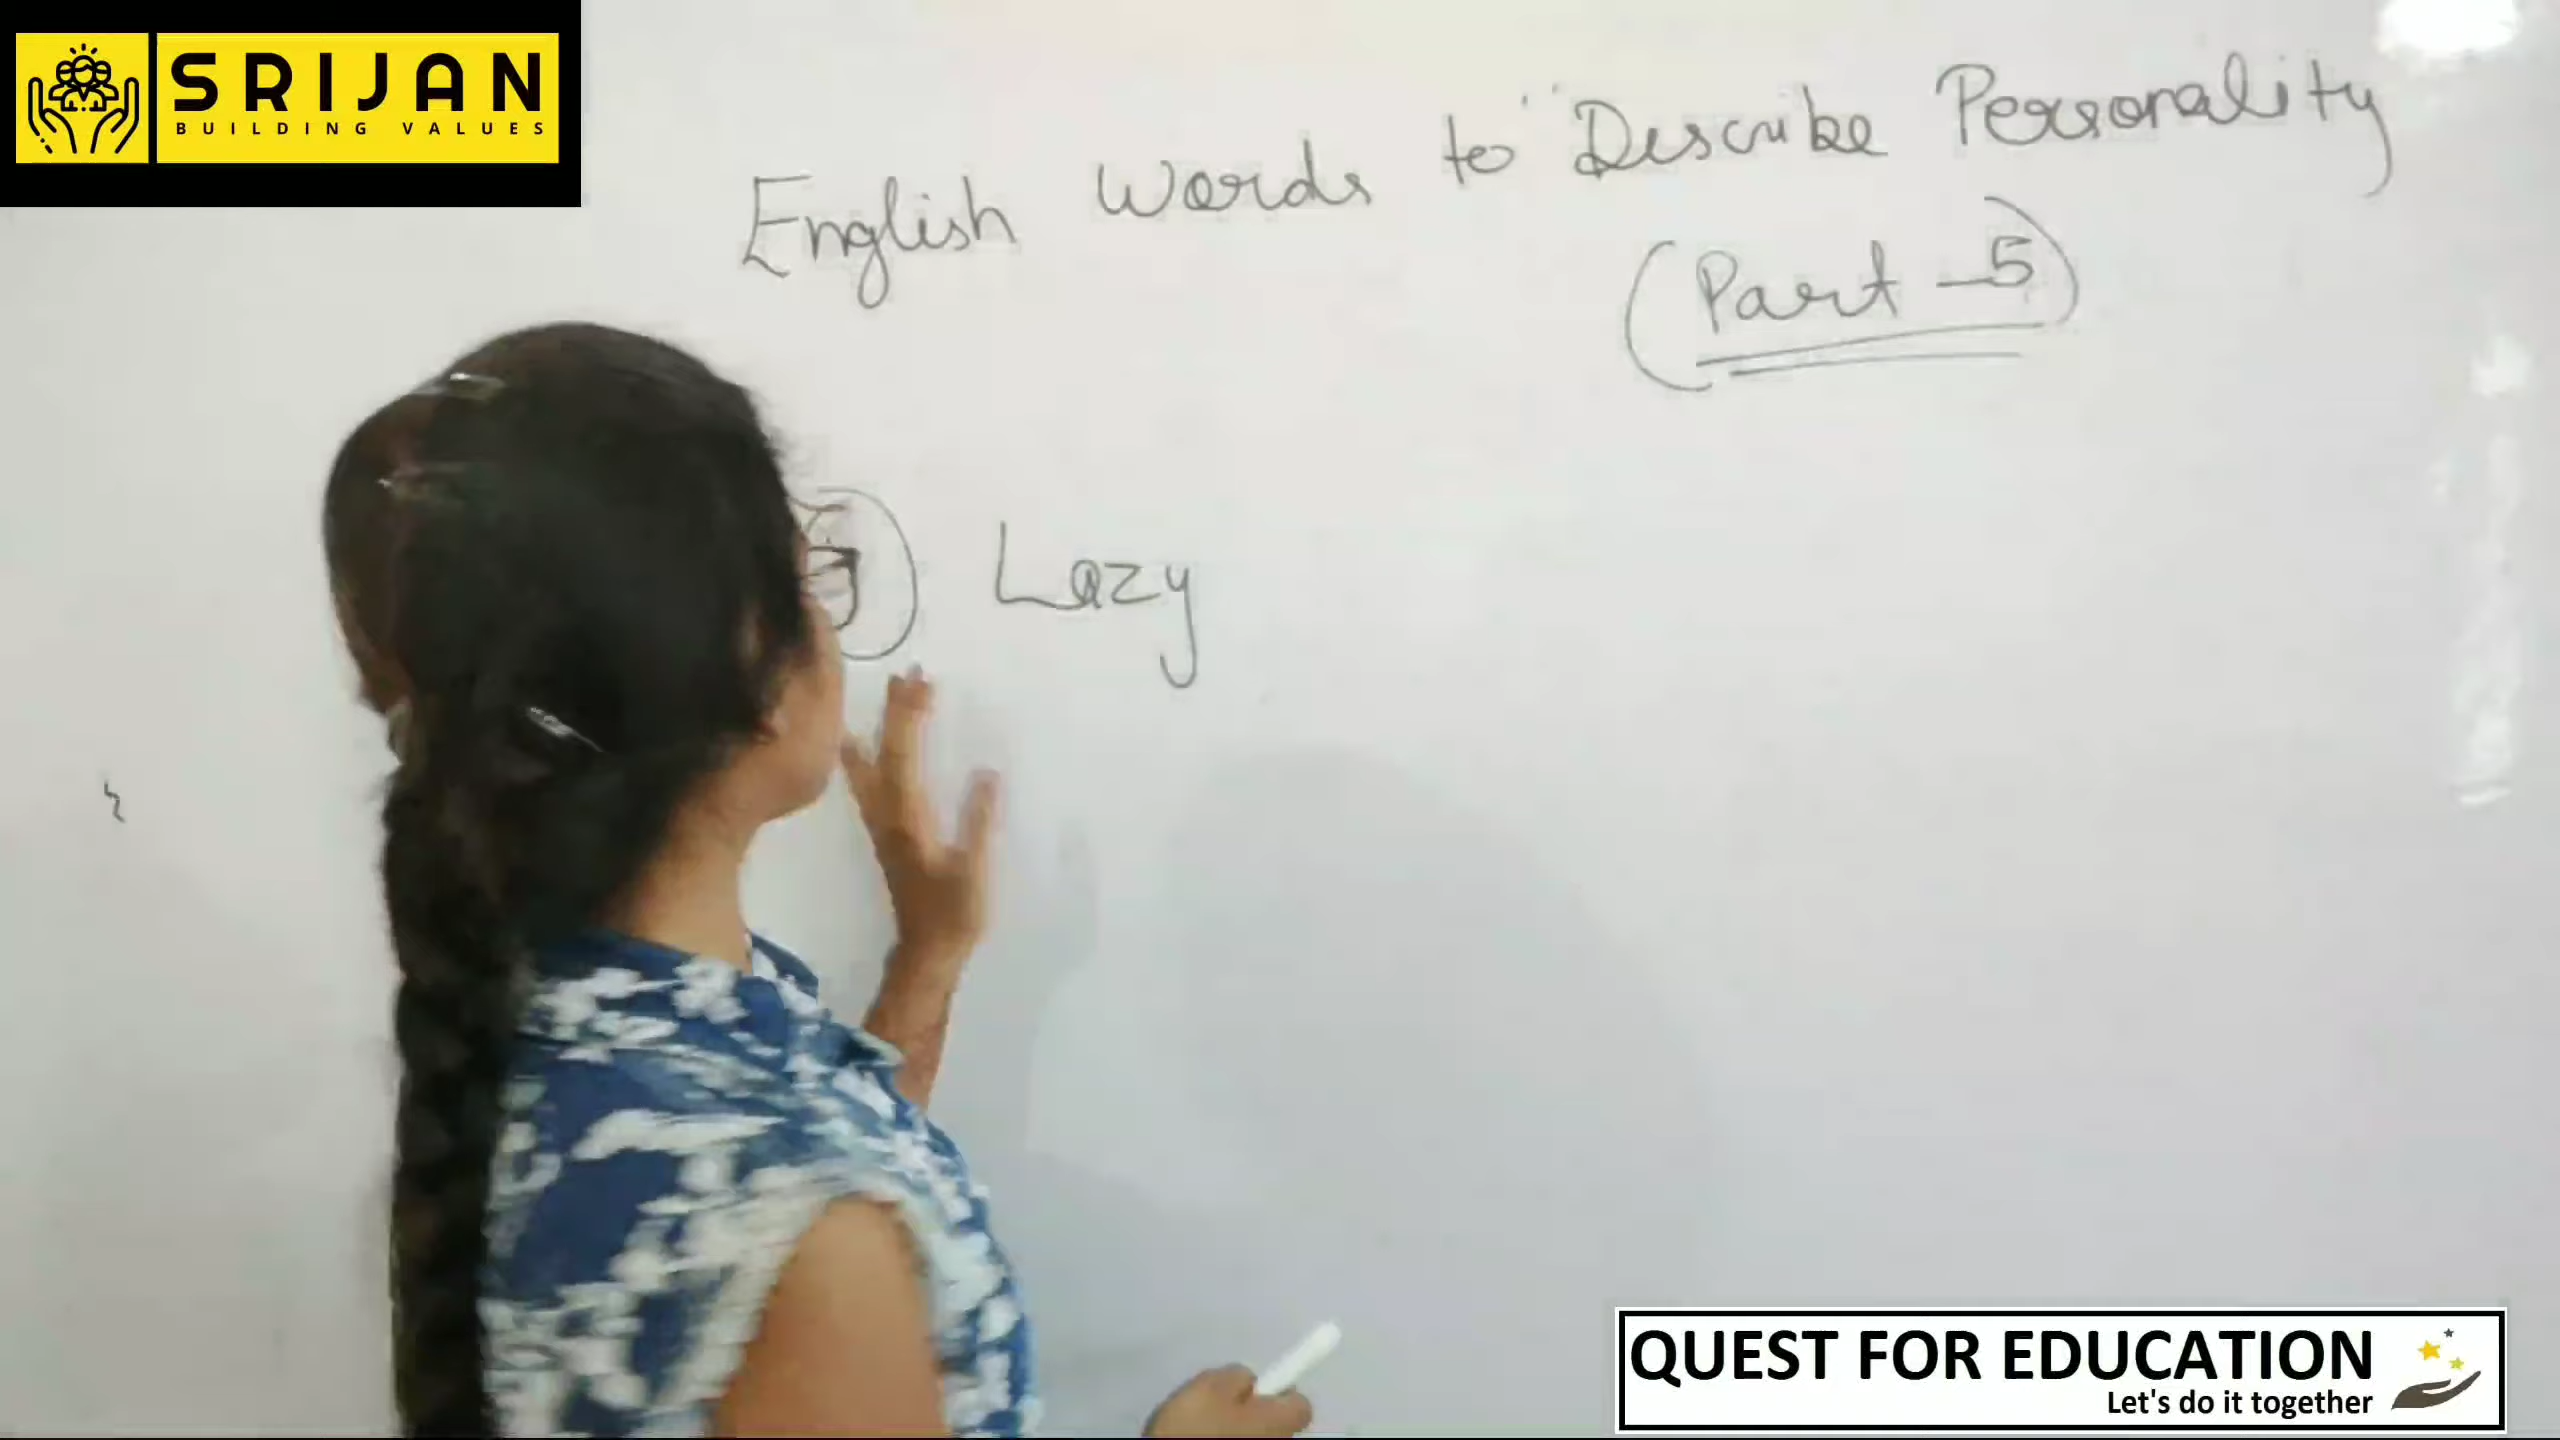 SRIJAN
BUILDING VALUES
English Words to Describe Personality
(Part - 5)
Lazy
QUEST FOR EDUCATION
Let's do it together